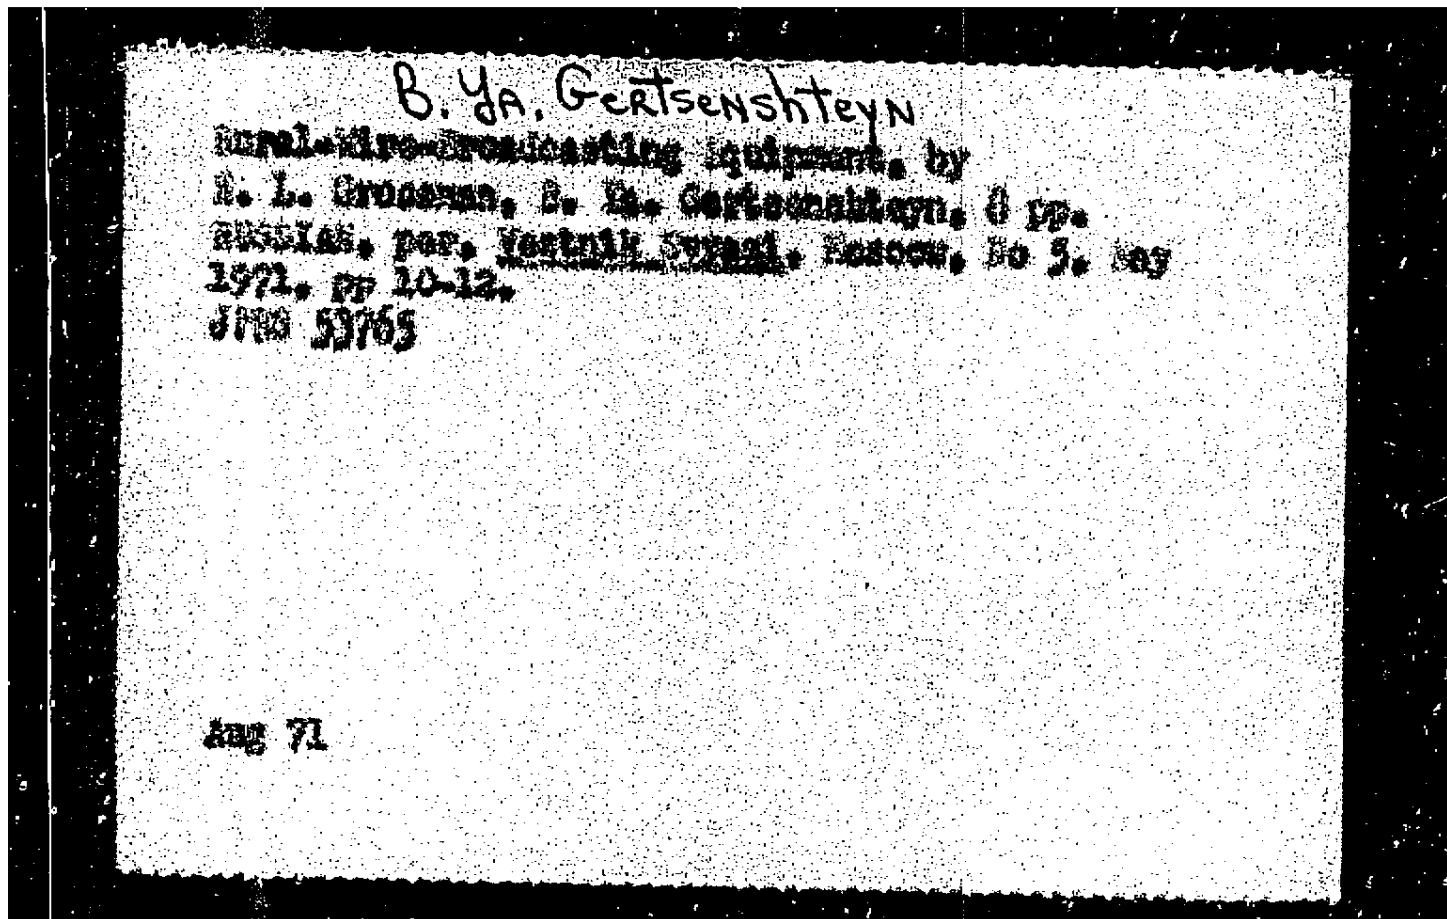 B. YA. GERTSENSHTEYN
Rural-Wire-Broadcasting Equipment, by
L. Grossman, B. Ya. Gertsenshteyn, 8 pp.
RUSSIAN, per, Vestnik Svyazi, Moscow, No 5, May
1971, pp 10-12.
JPRS 53765
Aug 71